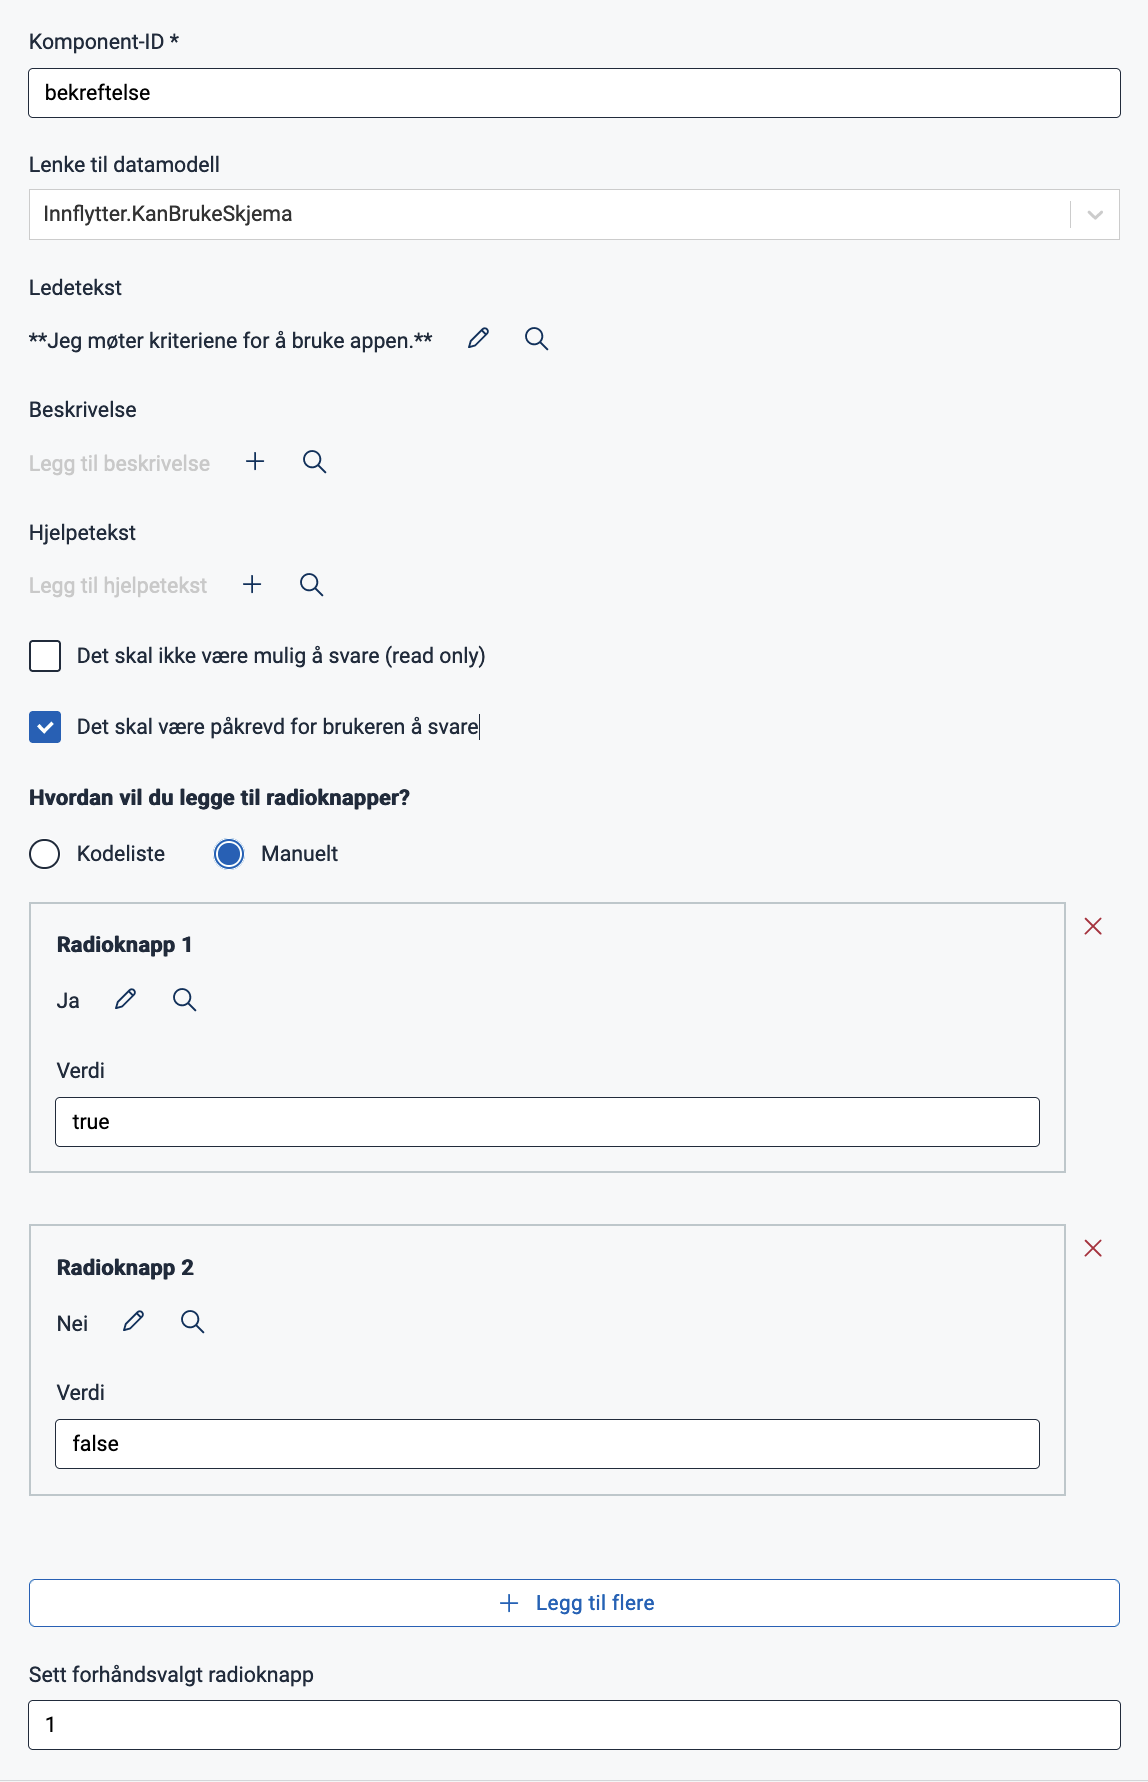 Komponent-ID *
bekreftelse
Lenke til datamodell
Innflytter.KanBrukeSkjema
Ledetekst
**Jeg møter kriteriene for å bruke appen.**
Beskrivelse
Legg til beskrivelse
Hjelpetekst
Legg til hjelpetekst
Det skal ikke være mulig å svare (read only)
Det skal være påkrevd for brukeren å svare
Hvordan vil du legge til radioknapper?
Kodeliste Manuelt
Radioknapp 1
Ja
Verdi
true
Radioknapp 2
Nei
Verdi
false
Legg til flere
Sett forhåndsvalgt radioknapp
1